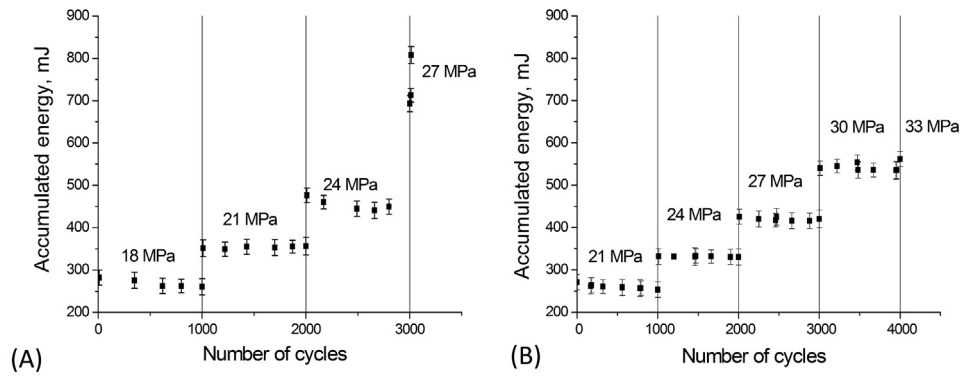 900
800
700
600
500
400
300
200
Accumulated energy, mJ
18 MPa
21 MPa
24 MPa
27 MPa
0
1000
2000
3000
Number of cycles
(A)
900
800
700
600
500
400
300
200
Accumulated energy, mJ
21 MPa
24 MPa
27 MPa
30 MPa
33 MPa
0
1000
2000
3000
4000
Number of cycles
(B)